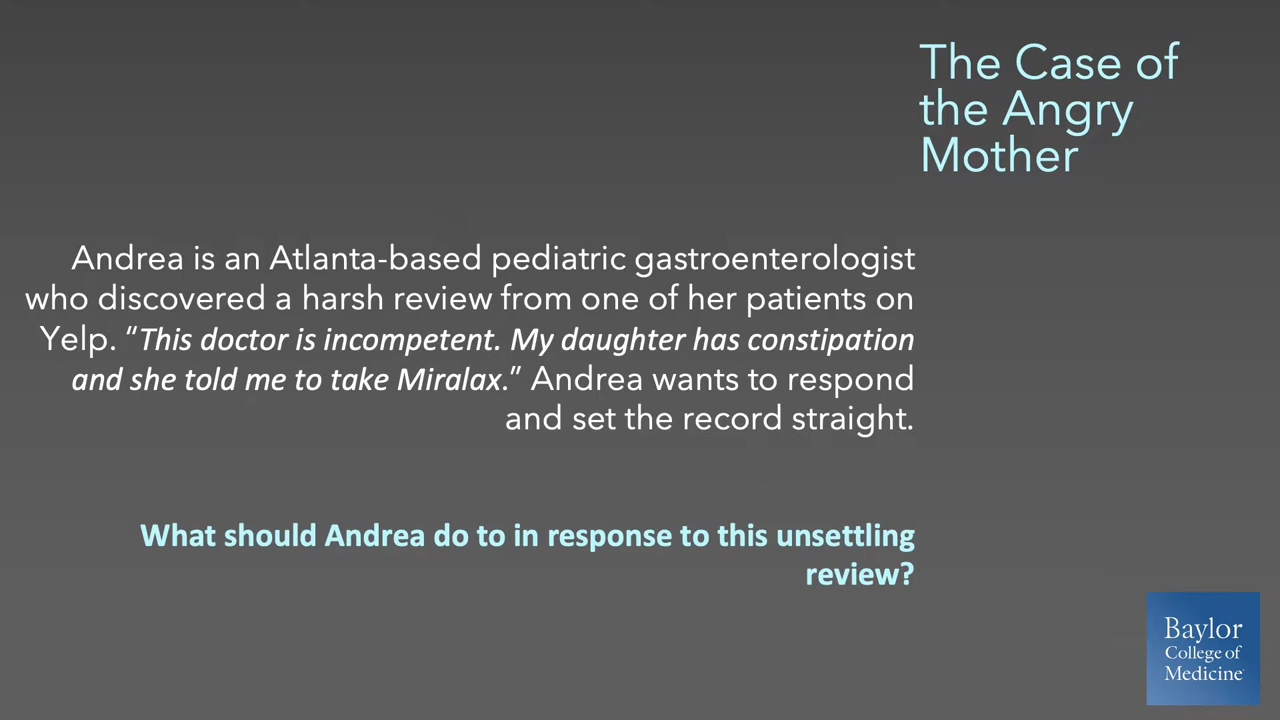 The Case of
the Angry
Mother
Andrea is an Atlanta-based pediatric gastroenterologist
who discovered a harsh review from one of her patients on
Yelp. “This doctor is incompetent. My daughter has constipation
and she told me to take Miralax.” Andrea wants to respond
and set the record straight.
What should Andrea do to in response to this unsettling
review?
Baylor
College of
Medicine